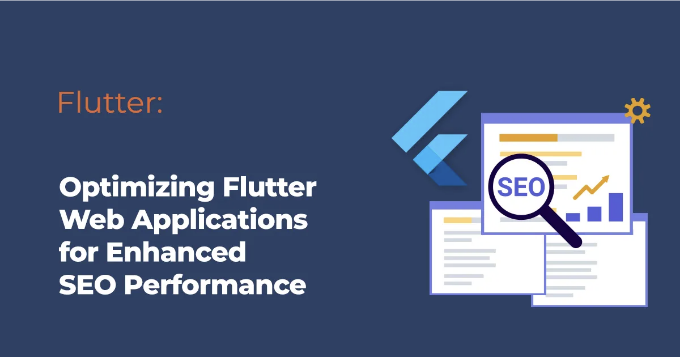 Flutter:
Optimizing Flutter
Web Applications
for Enhanced
SEO Performance
SEO